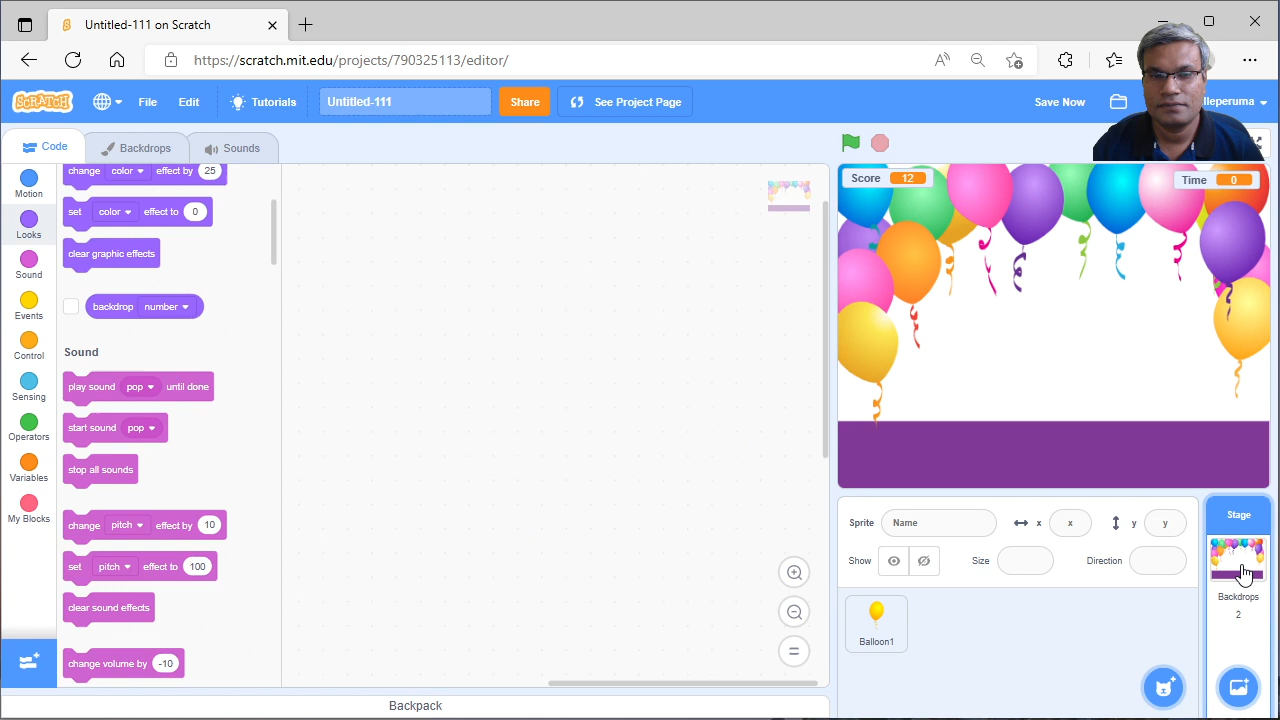 Untitled-111 on Scratch
https://scratch.mit.edu/projects/790325113/editor/
SCRATCH
File
Edit
Tutorials
Untitled-111
Share
See Project Page
Save Now
lleperuma
Code
Backdrops
Sounds
Motion
Looks
Sound
Events
Control
Sensing
Operators
Variables
My Blocks
change color effect by 25
set color effect to 0
clear graphic effects
backdrop number
Sound
play sound pop until done
start sound pop
stop all sounds
change pitch effect by 10
set pitch effect to 100
clear sound effects
change volume by -10
Backpack
Score 12
Time 0
Sprite Name x x y y
Show Size Direction
Balloon1
Stage
Backdrops
2